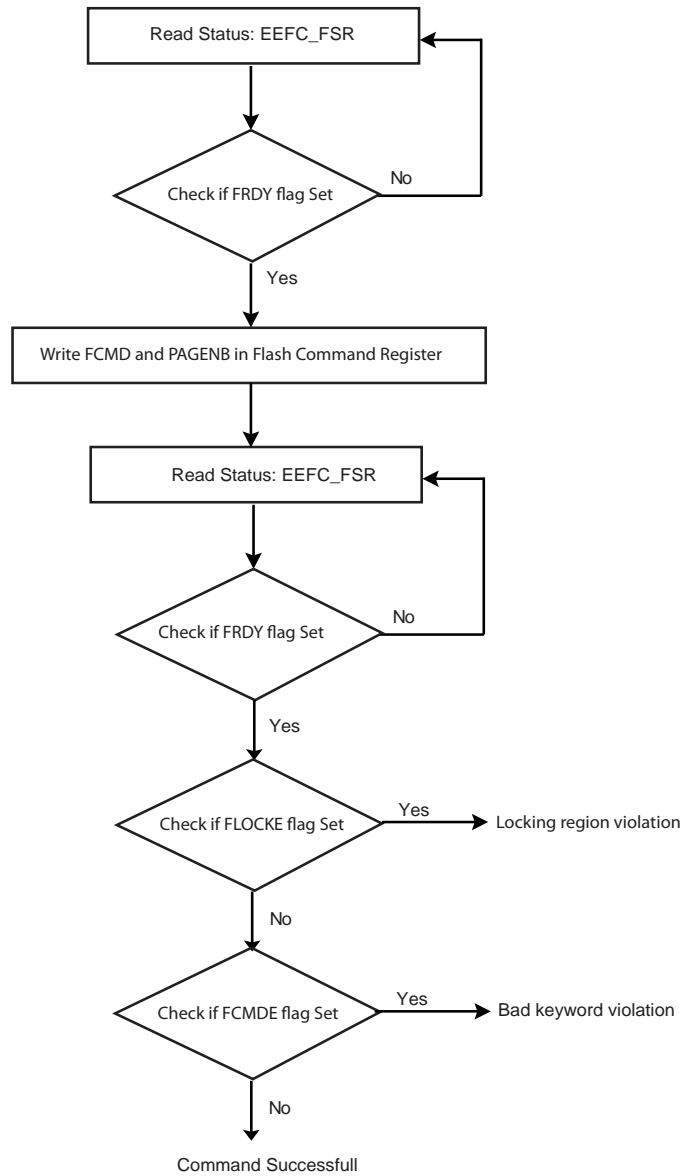 Read Status: EEFC_FSR
Check if FRDY flag Set
No
Yes
Write FCMD and PAGENB in Flash Command Register
Read Status: EEFC_FSR
Check if FRDY flag Set
No
Yes
Check if FLOCKE flag Set
Yes
Locking region violation
No
Check if FCMDE flag Set
Yes
Bad keyword violation
No
Command Successfull